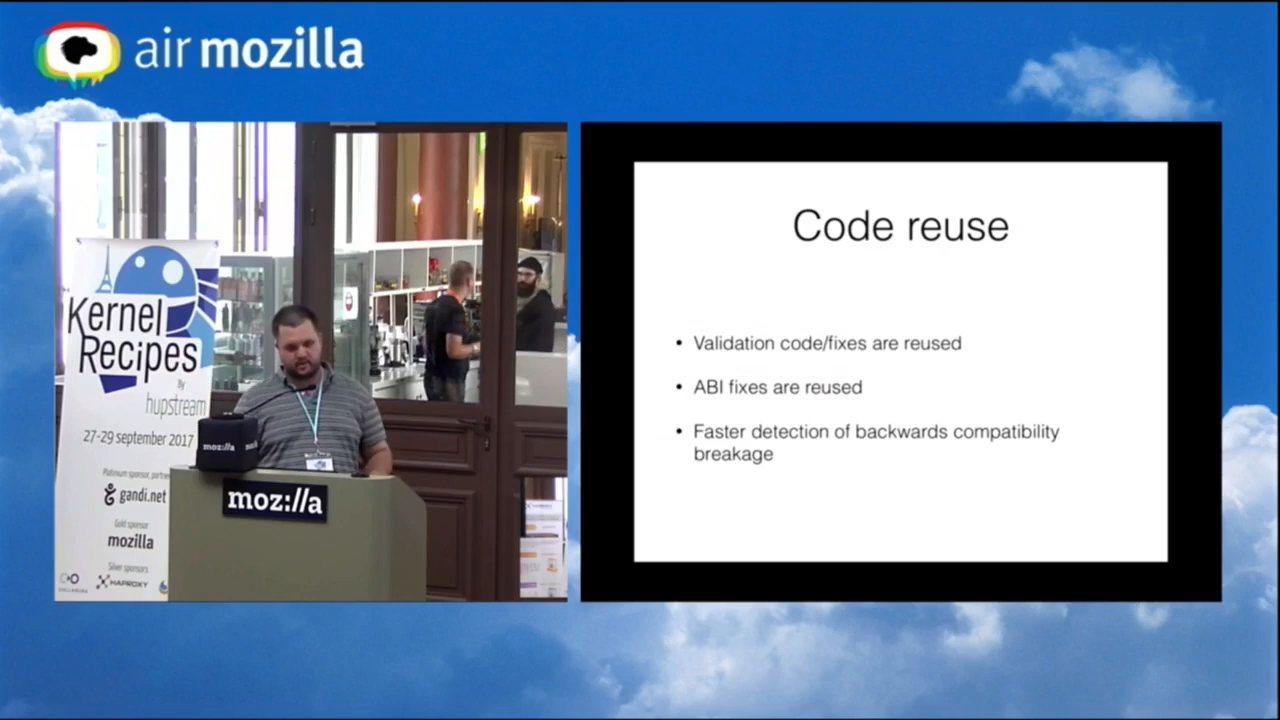 air mozilla
Kernel
Recipes
By
hupstream
27-29 september 2017
Platinum sponsor, partner
gandi.net
Gold sponsor
mozilla
Silver sponsors
COLLABORA
HAPROXY
moz://a
moz://a
Code reuse
• Validation code/fixes are reused
• ABI fixes are reused
• Faster detection of backwards compatibility
breakage